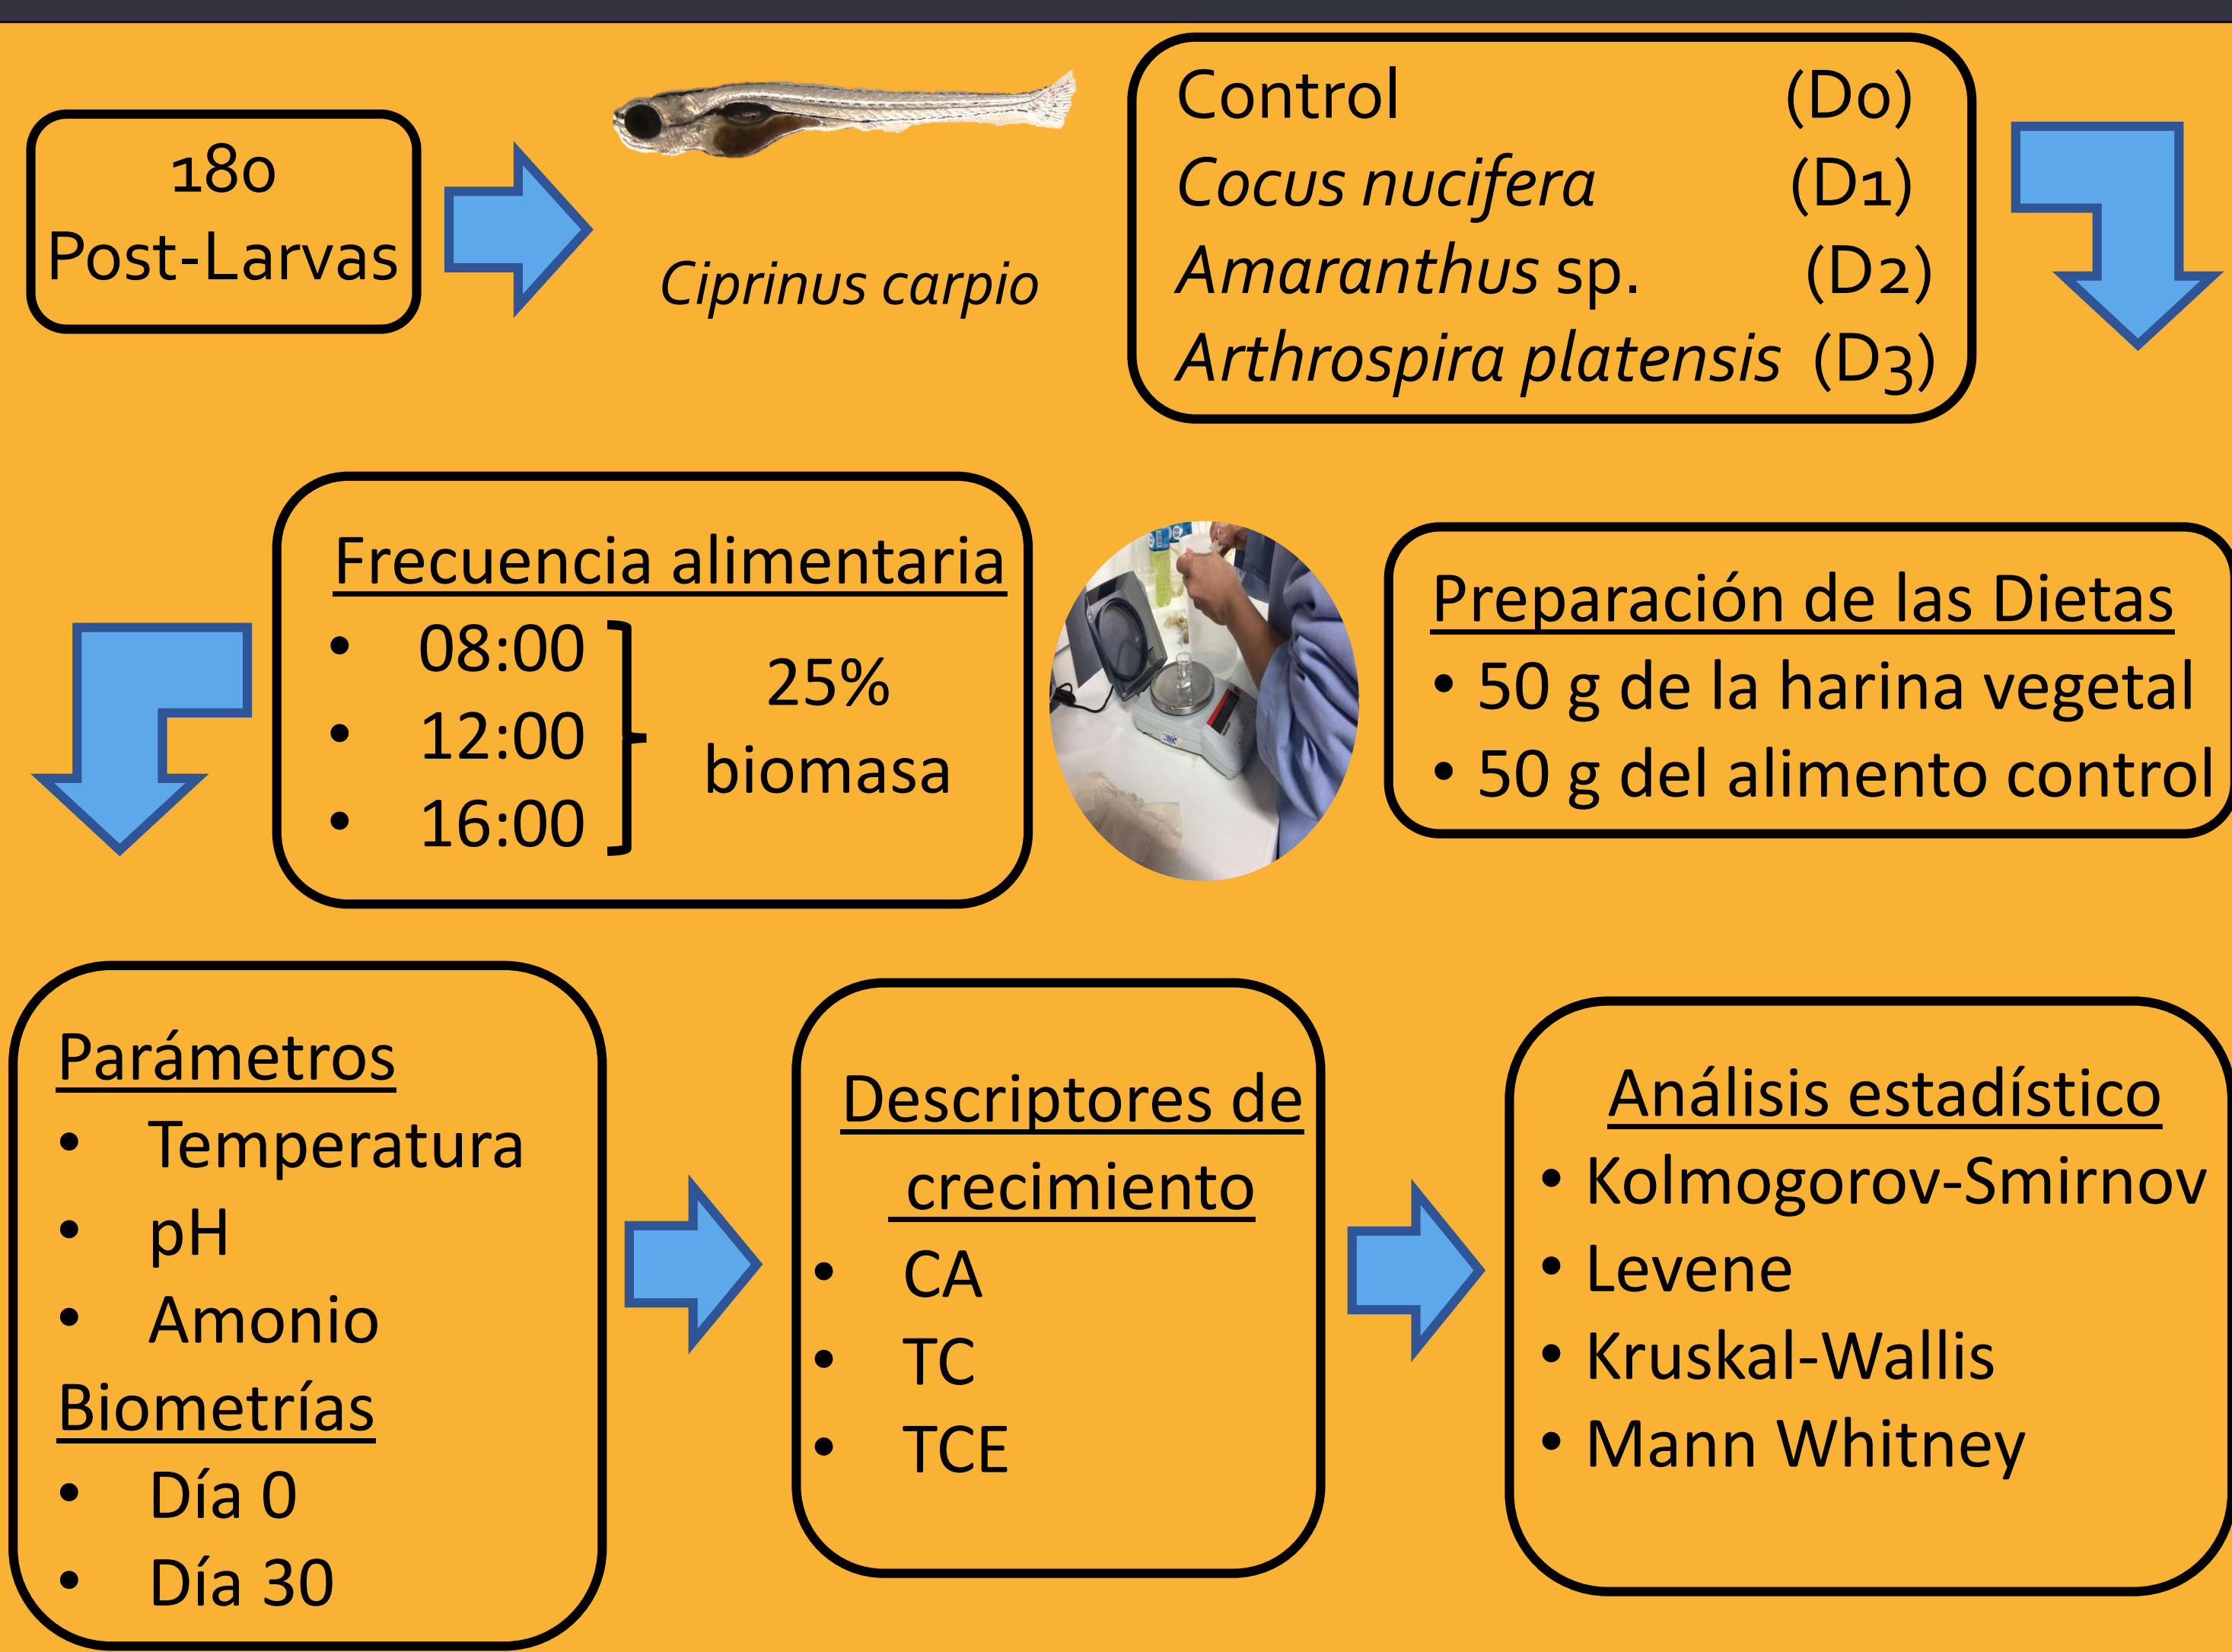 180
Post-Larvas
Ciprinus carpio
Control (D0)
Cocus nucifera (D1)
Amaranthus sp. (D2)
Arthrospira platensis (D3)
Preparación de las Dietas
• 50 g de la harina vegetal
• 50 g del alimento control
Frecuencia alimentaria
• 08:00
• 12:00
• 16:00
25%
biomasa
Parámetros
• Temperatura
• pH
• Amonio
Biometrías
• Día 0
• Día 30
Descriptores de
crecimiento
• CA
• TC
• TCE
Análisis estadístico
• Kolmogorov-Smirnov
• Levene
• Kruskal-Wallis
• Mann Whitney